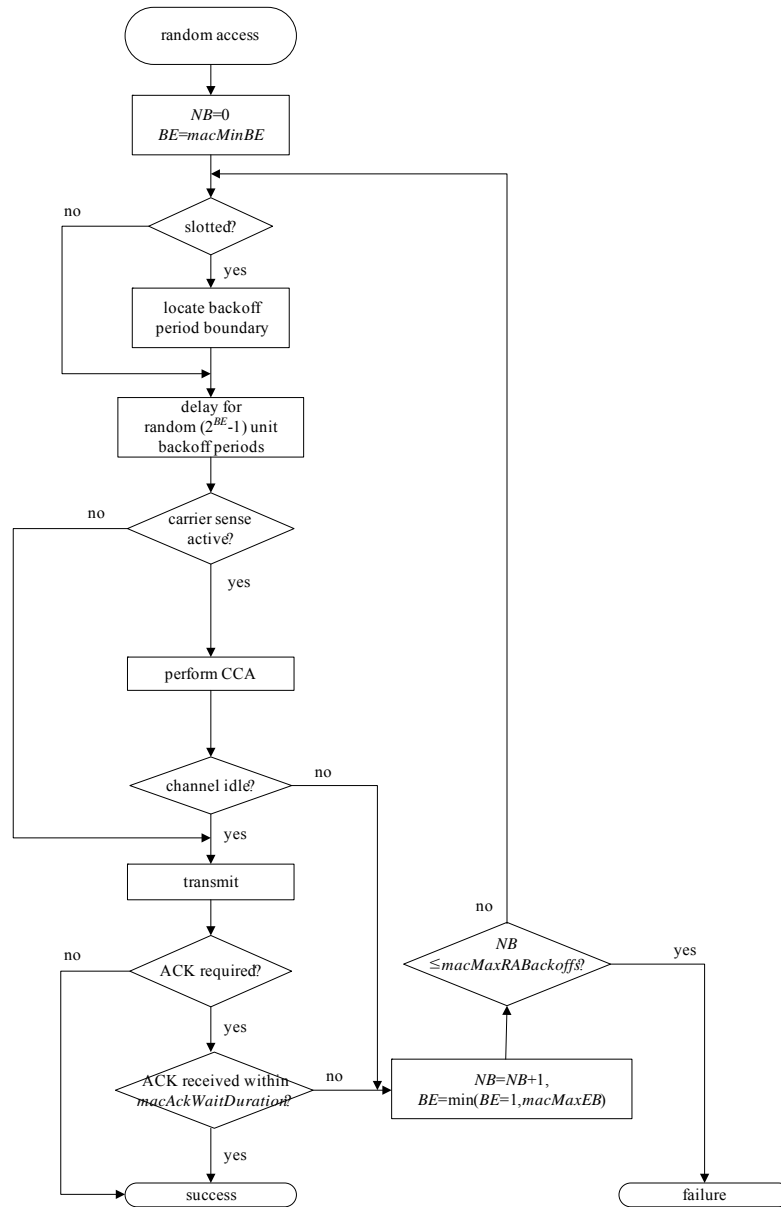 random access
NB=0
BE=macMinBE
no
slotted?
yes
locate backoff
period boundary
delay for
random (2^BE-1) unit
backoff periods
no
carrier sense
active?
yes
perform CCA
channel idle?
no
yes
transmit
no
ACK required?
yes
ACK received within
macAckWaitDuration?
no
yes
success
NB=NB+1,
BE=min(BE=1,macMaxEB)
no
NB
≦macMaxRABackoffs?
yes
failure